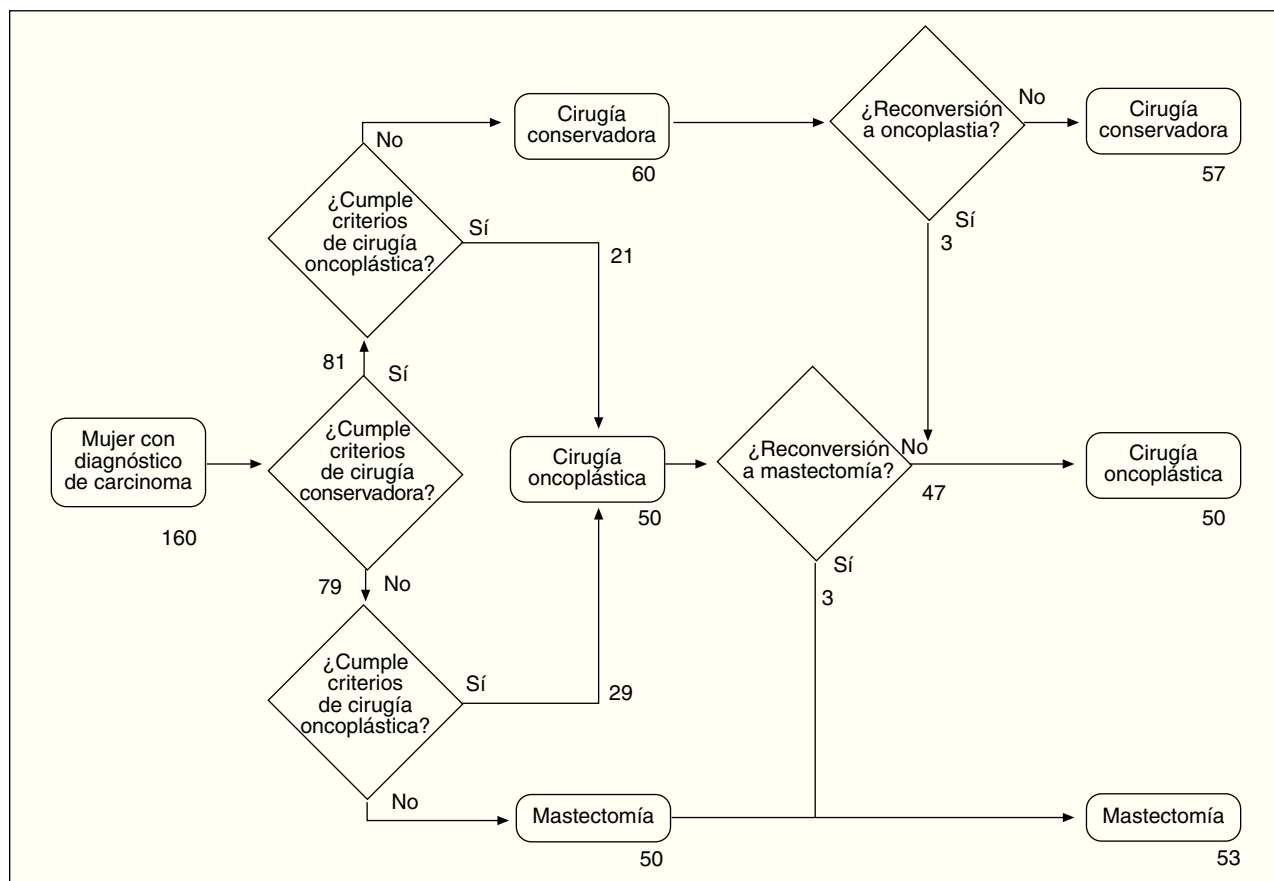 No
Cirugía
conservadora
60
¿Reconversión
a oncoplastia?
No
Cirugía
conservadora
57
¿Cumple
criterios
de cirugía
oncoplástica?
Sí
21
Sí
3
81
Sí
Mujer con
diagnóstico
de carcinoma
160
¿Cumple
criterios
de cirugía
conservadora?
Cirugía
oncoplástica
50
¿Reconversión
a mastectomía?
No
47
Cirugía
oncoplástica
50
79
No
Sí
3
¿Cumple
criterios
de cirugía
oncoplástica?
Sí
29
No
Mastectomía
50
Mastectomía
53